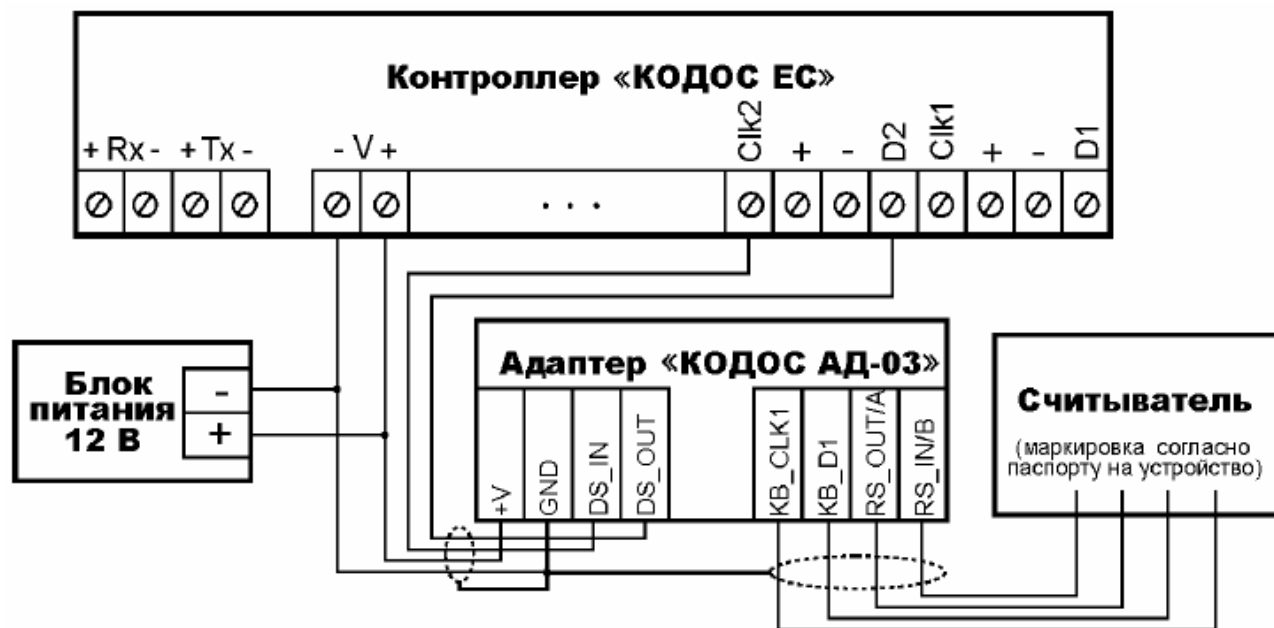 Контроллер «КОДОС ЕС»
+ Rx - + Tx - - V + Clk2 + - D2 Clk1 + - D1
. . .
Адаптер «КОДОС АД-03»
+V GND DS_IN DS_OUT KB_CLK1 KB_D1 RS_OUT/A RS_IN/B
Блок
питания
12 В
-
+
Считыватель
(маркировка согласно
паспорту на устройство)